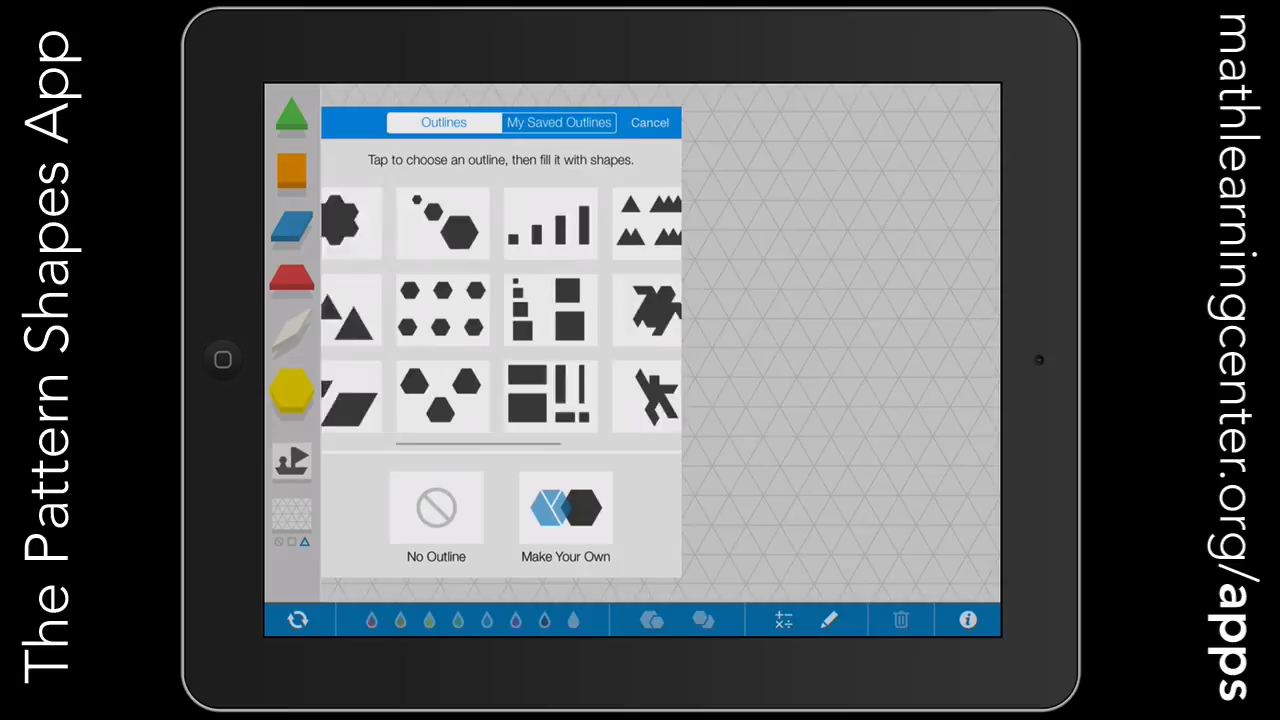 The Pattern Shapes App
Outlines
My Saved Outlines
Cancel
Tap to choose an outline, then fill it with shapes.
No Outline
Make Your Own
mathlearningcenter.org/apps